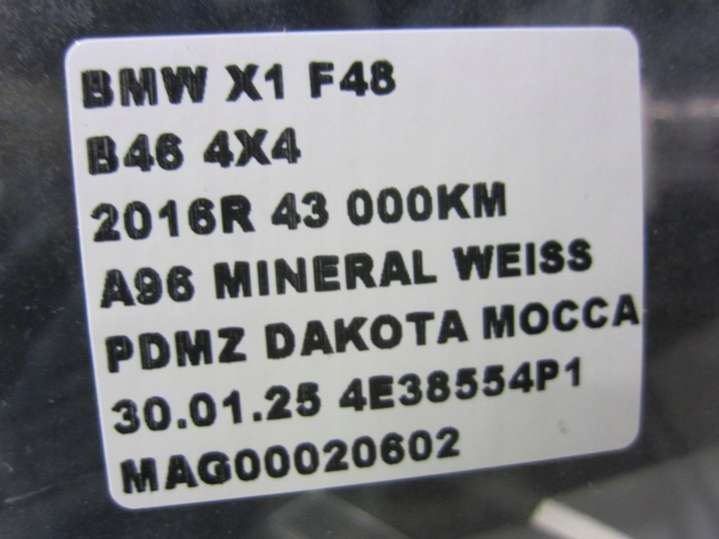 BMW X1 F48
B46 4X4
2016R 43 000KM
A96 MINERAL WEISS
PDMZ DAKOTA MOCCA
30.01.25 4E38554P1
MAG00020602